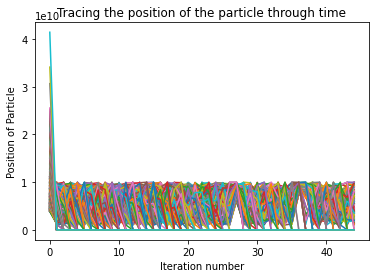 Tracing the position of the particle through time
1e10
4
3
2
1
0
Position of Particle
0 10 20 30 40
Iteration number